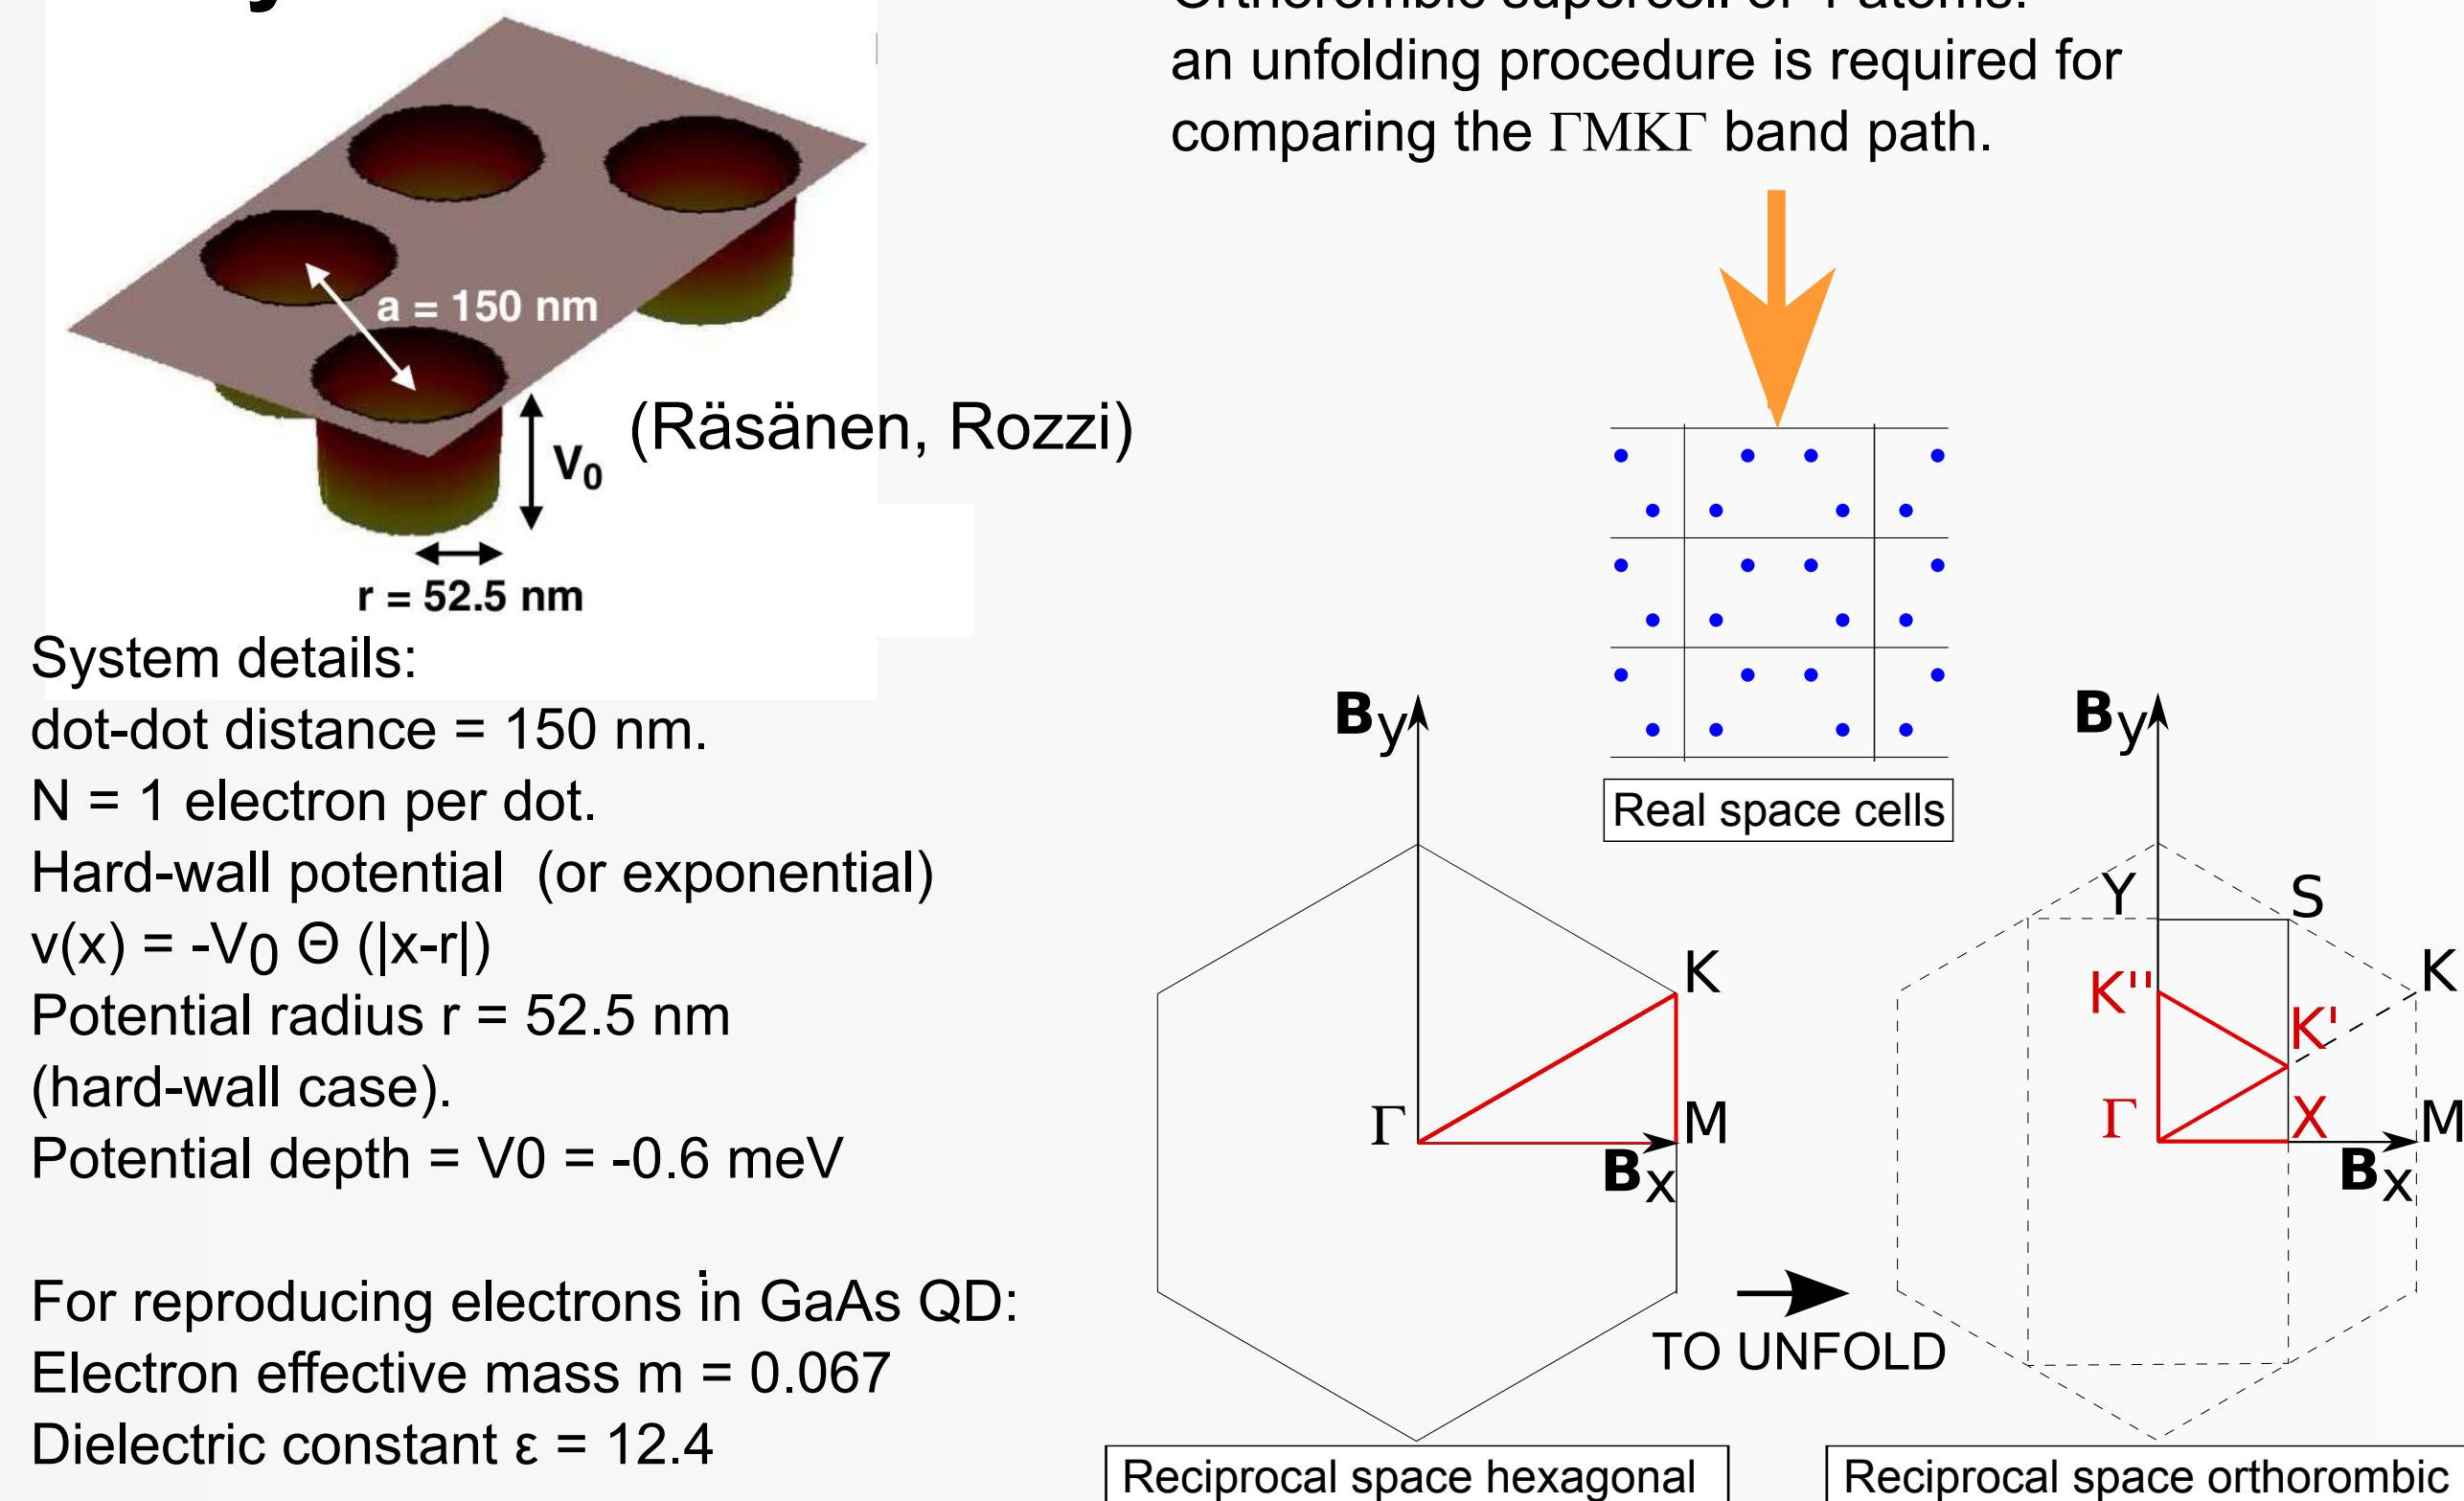 an unfolding procedure is required for
comparing the ΓMKΓ band path.
a = 150 nm
V0
(Räsänen, Rozzi)
r = 52.5 nm
System details:
dot-dot distance = 150 nm.
N = 1 electron per dot.
Hard-wall potential (or exponential)
v(x) = -V0 Θ (|x-r|)
Potential radius r = 52.5 nm
(hard-wall case).
Potential depth = V0 = -0.6 meV
For reproducing electrons in GaAs QD:
Electron effective mass m = 0.067
Dielectric constant ε = 12.4
Real space cells
By
K
Γ
M
Bx
TO UNFOLD
Reciprocal space hexagonal
By
Y
S
K''
K
K'
Γ
X
M
Bx
Reciprocal space orthorombic